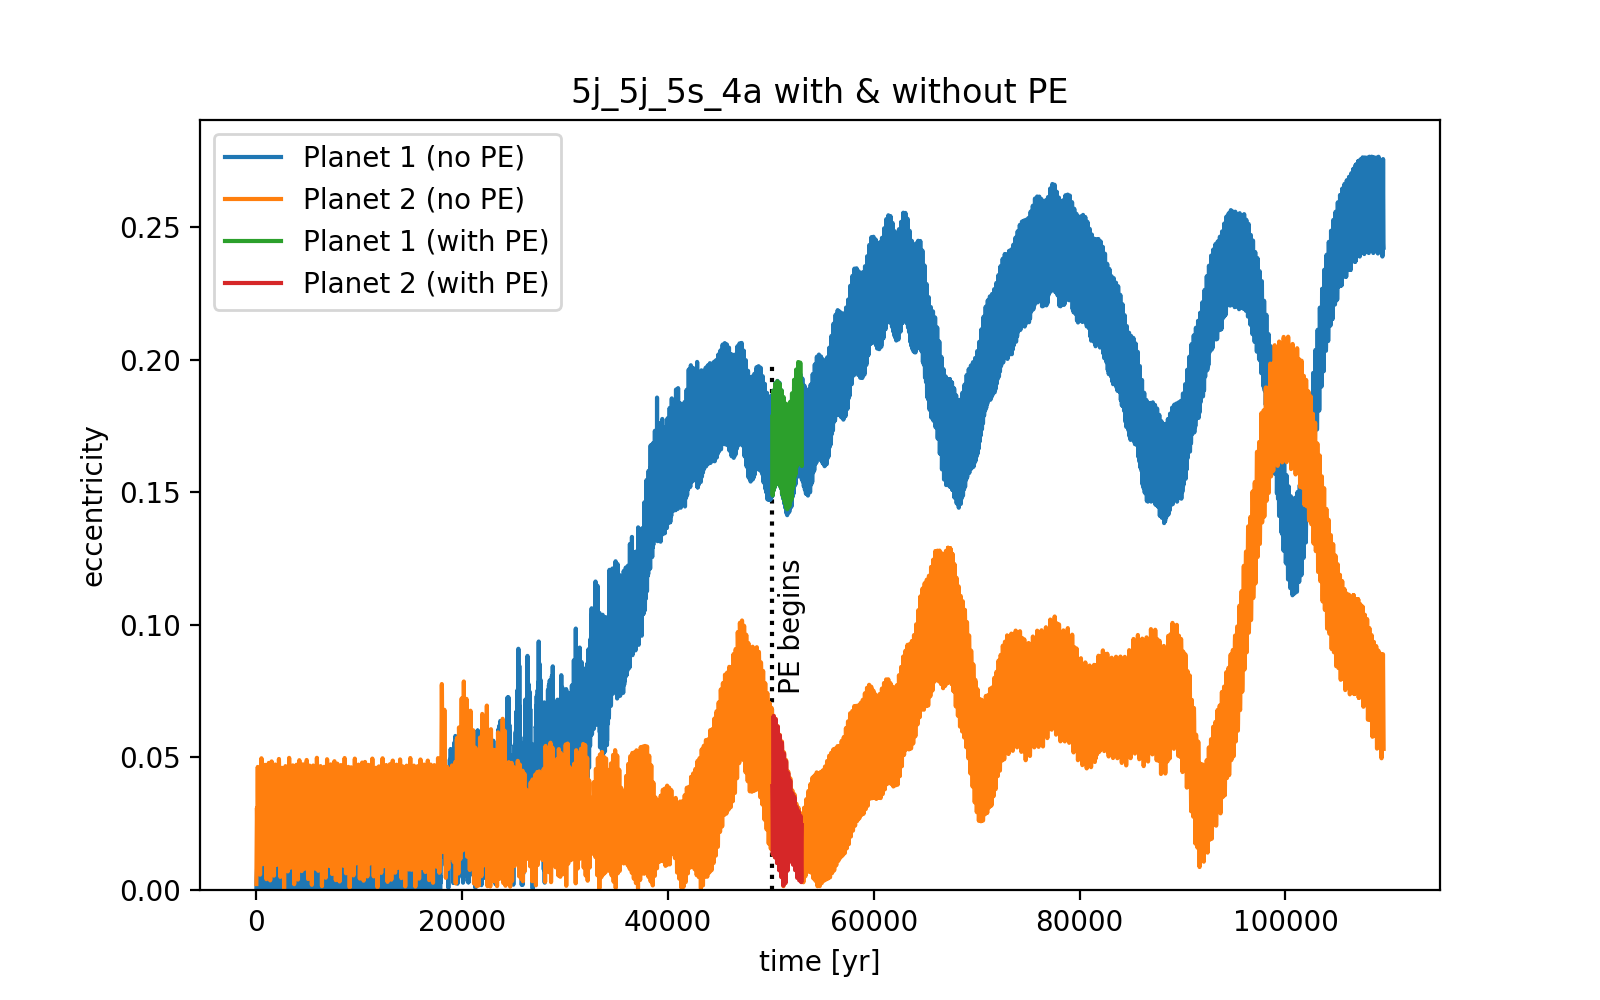 5j_5j_5s_4a with & without PE
Planet 1 (no PE)
Planet 2 (no PE)
Planet 1 (with PE)
Planet 2 (with PE)
eccentricity
0.25
0.20
0.15
0.10
0.05
0.00
PE begins
0
20000
40000
60000
80000
100000
time [yr]